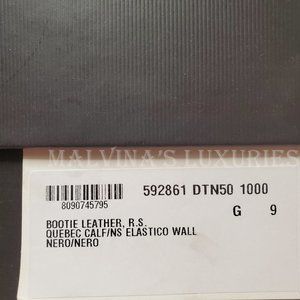 MALVINA'S LUXURIES
592861 DTN50 1000
8090745795
G 9
BOOTIE LEATHER, R.S.
QUEBEC CALF/NS ELASTICO WALL
NERO/NERO